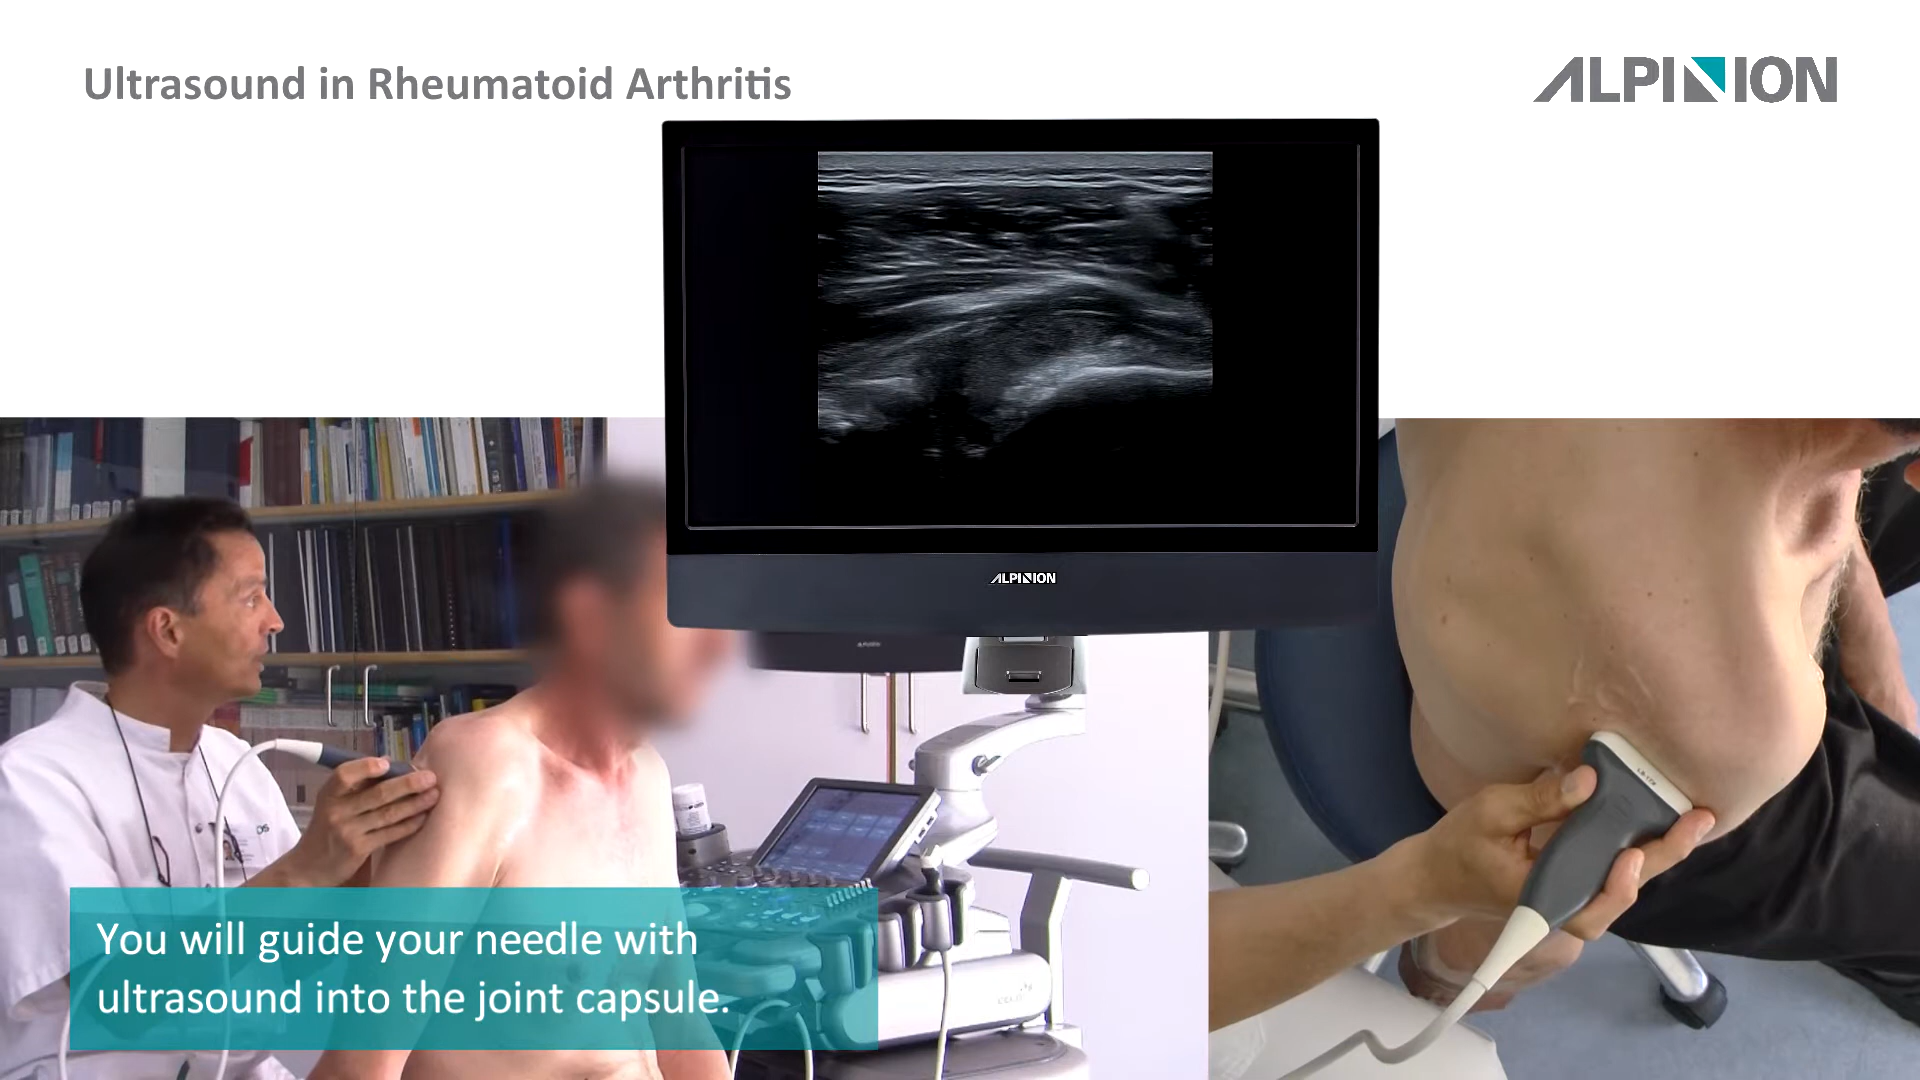 Ultrasound in Rheumatoid Arthritis
ALPINION
ALPINION
You will guide your needle with
ultrasound into the joint capsule.